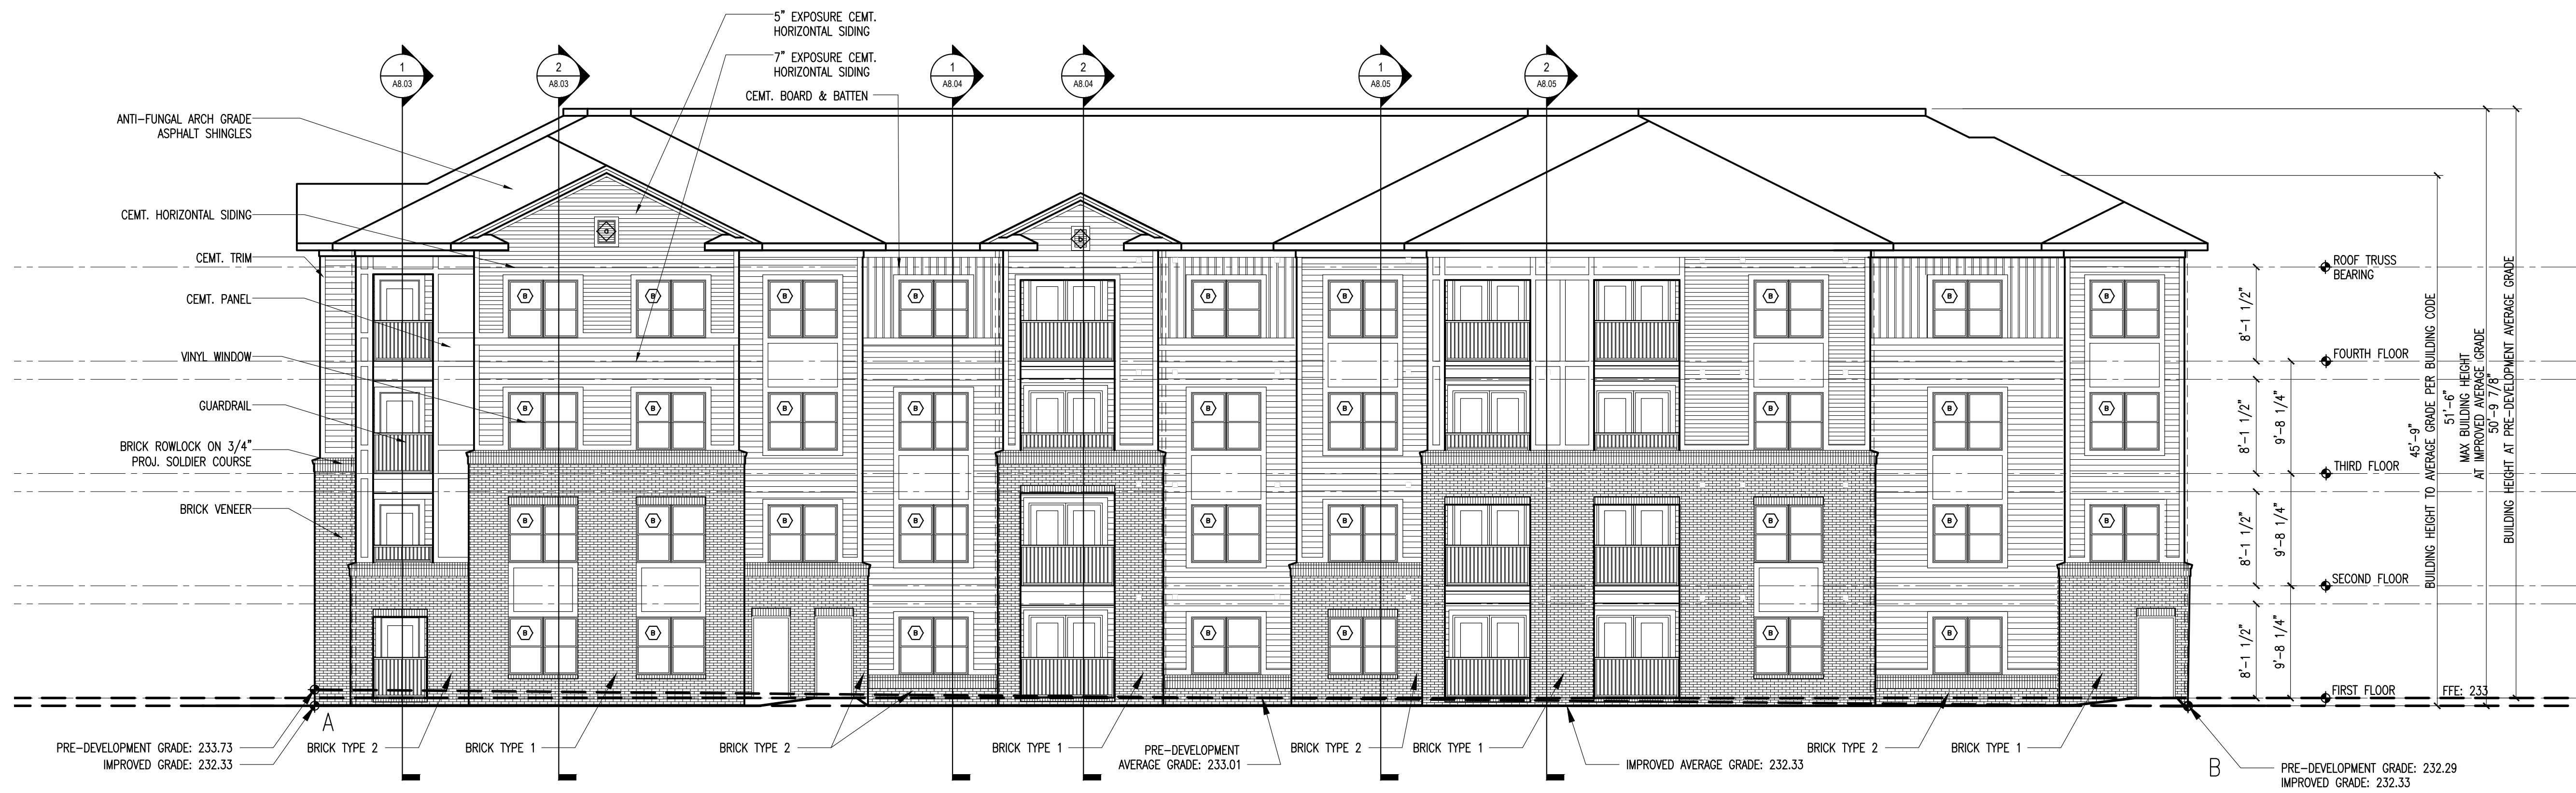 5" EXPOSURE CEMT.
HORIZONTAL SIDING
7" EXPOSURE CEMT.
HORIZONTAL SIDING
CEMT. BOARD & BATTEN
1
A8.03
2
A8.03
1
A8.04
2
A8.04
1
A8.05
2
A8.05
ANTI-FUNGAL ARCH GRADE
ASPHALT SHINGLES
CEMT. HORIZONTAL SIDING
CEMT. TRIM
CEMT. PANEL
VINYL WINDOW
GUARDRAIL
BRICK ROWLOCK ON 3/4"
PROJ. SOLDIER COURSE
BRICK VENEER
a
b
B B B B B B B B B
B B B B B B B B B
B B B B B B B B B
B B B B B B B
ROOF TRUSS
BEARING
FOURTH FLOOR
THIRD FLOOR
SECOND FLOOR
FIRST FLOOR
FFE: 233
8'-1 1/2"
8'-1 1/2"
8'-1 1/2"
8'-1 1/2"
9'-8 1/4"
9'-8 1/4"
9'-8 1/4"
45'-9"
BUILDING HEIGHT TO AVERAGE GRADE PER BUILDING CODE
51'-6"
MAX BUILDING HEIGHT
AT IMPROVED AVERAGE GRADE
50'-9 7/8"
BUILDING HEIGHT AT PRE-DEVELOPMENT AVERAGE GRADE
A
PRE-DEVELOPMENT GRADE: 233.73
IMPROVED GRADE: 232.33
BRICK TYPE 2
BRICK TYPE 1
BRICK TYPE 2
BRICK TYPE 1
PRE-DEVELOPMENT
AVERAGE GRADE: 233.01
BRICK TYPE 2
BRICK TYPE 1
IMPROVED AVERAGE GRADE: 232.33
BRICK TYPE 2
BRICK TYPE 1
B
PRE-DEVELOPMENT GRADE: 232.29
IMPROVED GRADE: 232.33